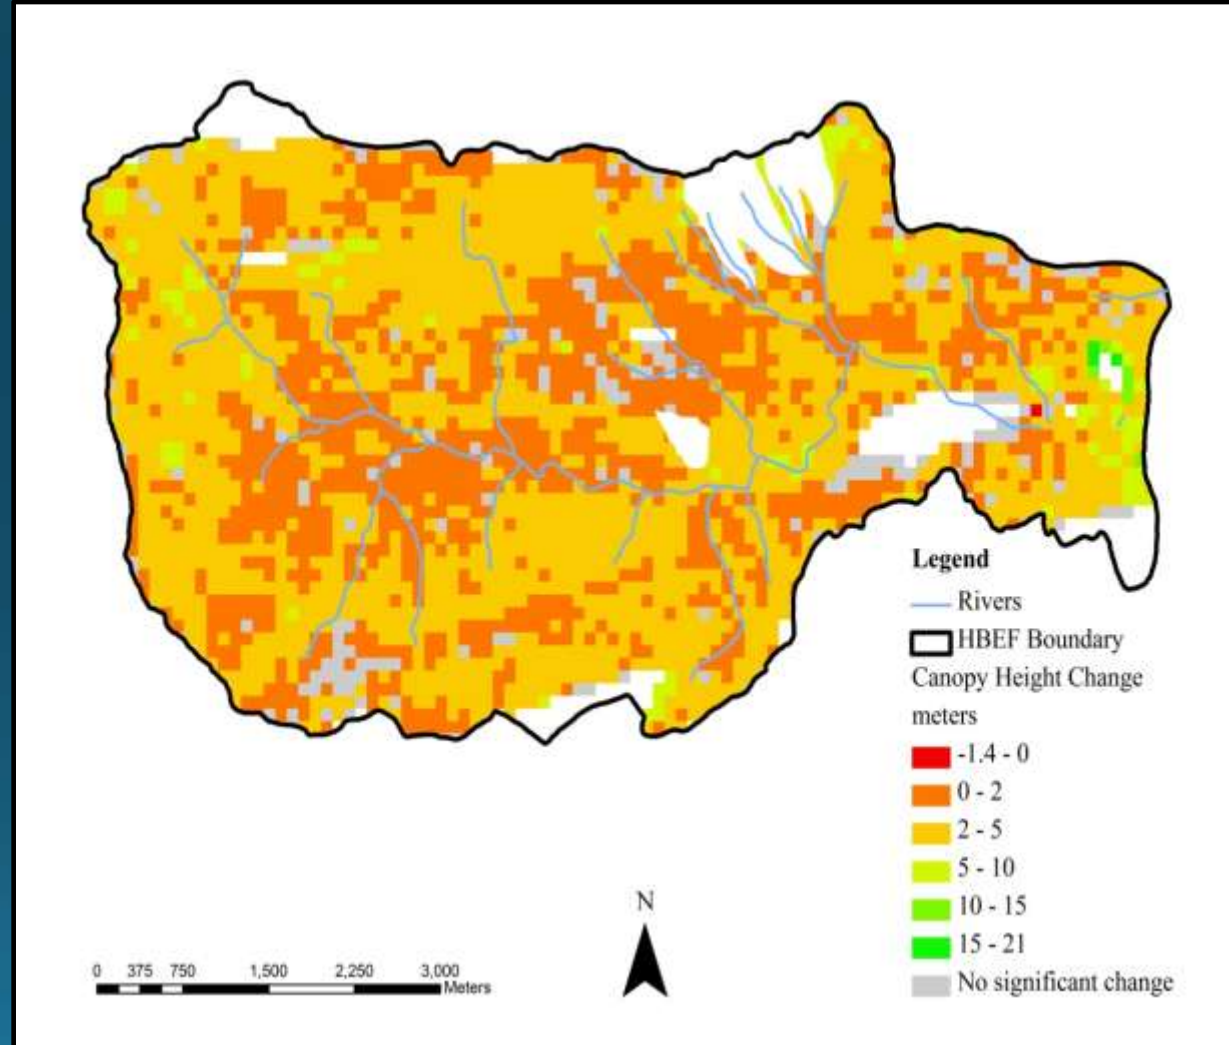 Legend
Rivers
HBEF Boundary
Canopy Height Change
meters
-1.4 - 0
0 - 2
2 - 5
5 - 10
10 - 15
15 - 21
No significant change
N
0 375 750 1,500 2,250 3,000
Meters